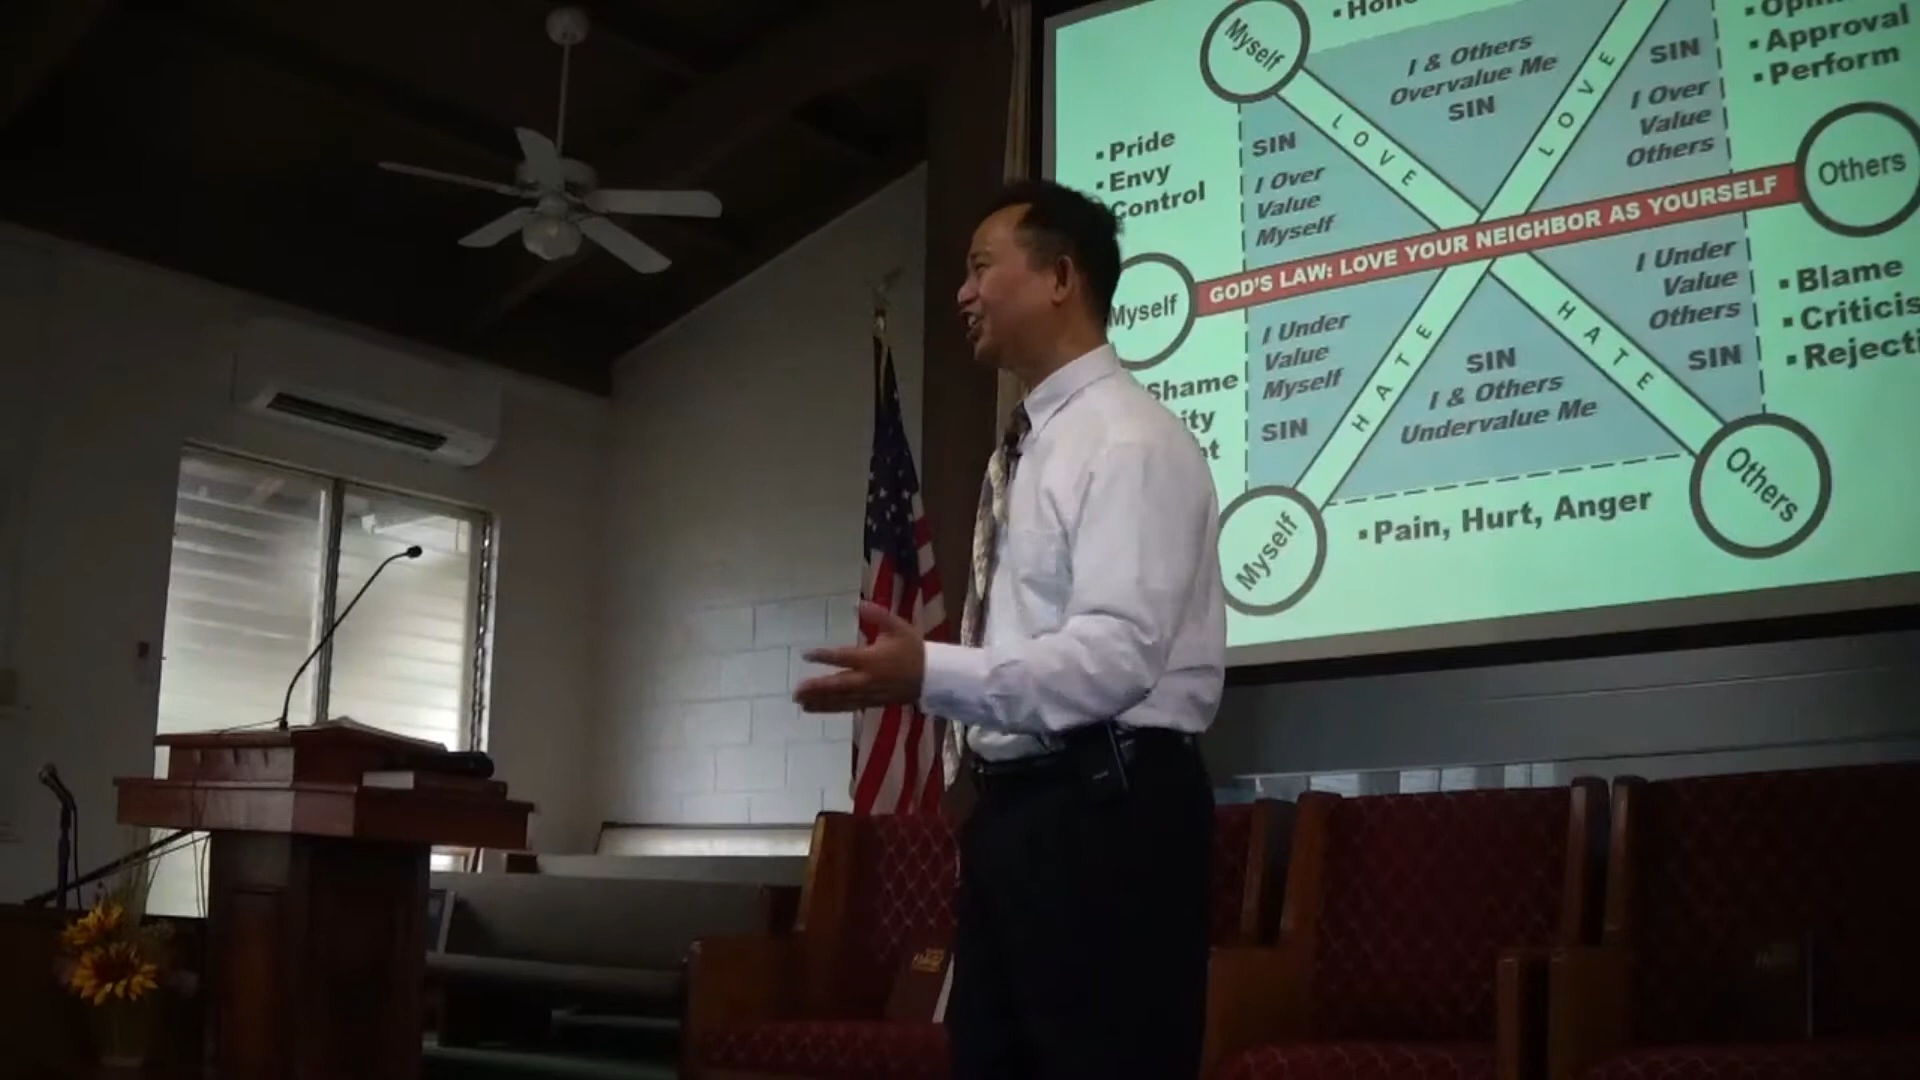 Myself
I & Others
Overvalue Me
SIN
LOVE
LOVE
SIN
I Over
Value
Others
▪ Approval
▪ Perform
▪ Pride
▪ Envy
Control
SIN
I Over
Value
Myself
Others
GOD'S LAW: LOVE YOUR NEIGHBOR AS YOURSELF
Myself
I Under
Value
Myself
SIN
HATE
SIN
I & Others
Undervalue Me
HATE
I Under
Value
Others
SIN
▪ Blame
Shame
Myself
▪ Pain, Hurt, Anger
Others